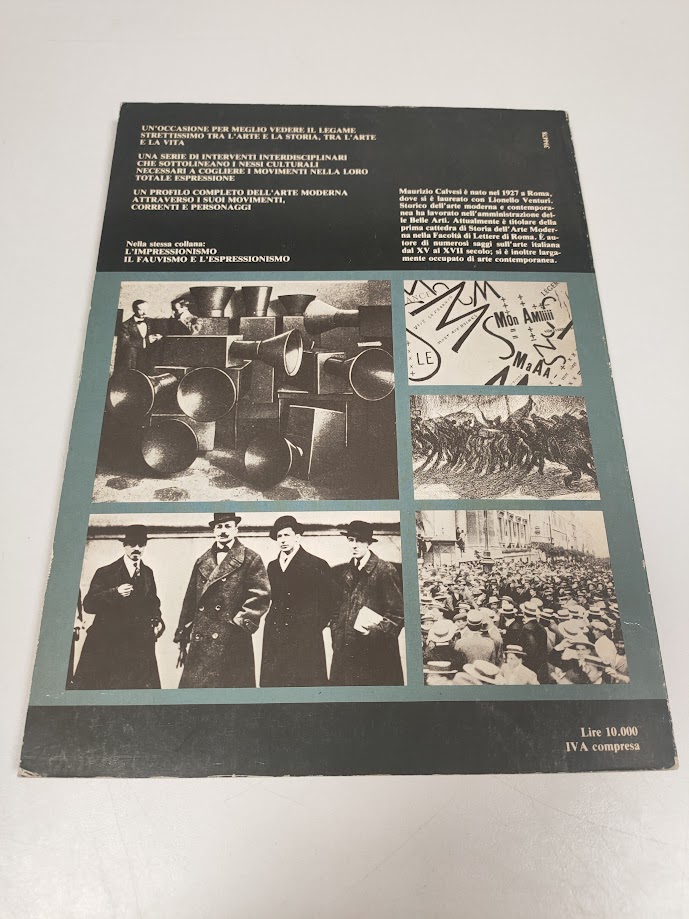 UN'OCCASIONE PER MEGLIO VEDERE IL LEGAME
STRETTISSIMO TRA L'ARTE E LA STORIA, TRA L'ARTE
E LA VITA
UNA SERIE DI INTERVENTI INTERDISCIPLINARI
CHE SOTTOLINEANO I NESSI CULTURALI
NECESSARI A COGLIERE I MOVIMENTI NELLA LORO
TOTALE ESPRESSIONE
UN PROFILO COMPLETO DELL'ARTE MODERNA
ATTRAVERSO I SUOI MOVIMENTI,
CORRENTI E PERSONAGGI
Nella stessa collana:
L'IMPRESSIONISMO
IL FAUVISMO E L'ESPRESSIONISMO
394478
Maurizio Calvesi è nato nel 1927 a Roma,
dove si è laureato con Lionello Venturi.
Storico dell'arte moderna e contempora-
nea ha lavorato nell'amministrazione del-
le Belle Arti. Attualmente è titolare della
prima cattedra di Storia dell'Arte Moder-
na nella Facoltà di Lettere di Roma. È au-
tore di numerosi saggi sull'arte italiana
dal XV al XVII secolo; si è inoltre larga-
mente occupato di arte contemporanea.
MOn AMiiiii
LE
MaAA
Lire 10.000
IVA compresa